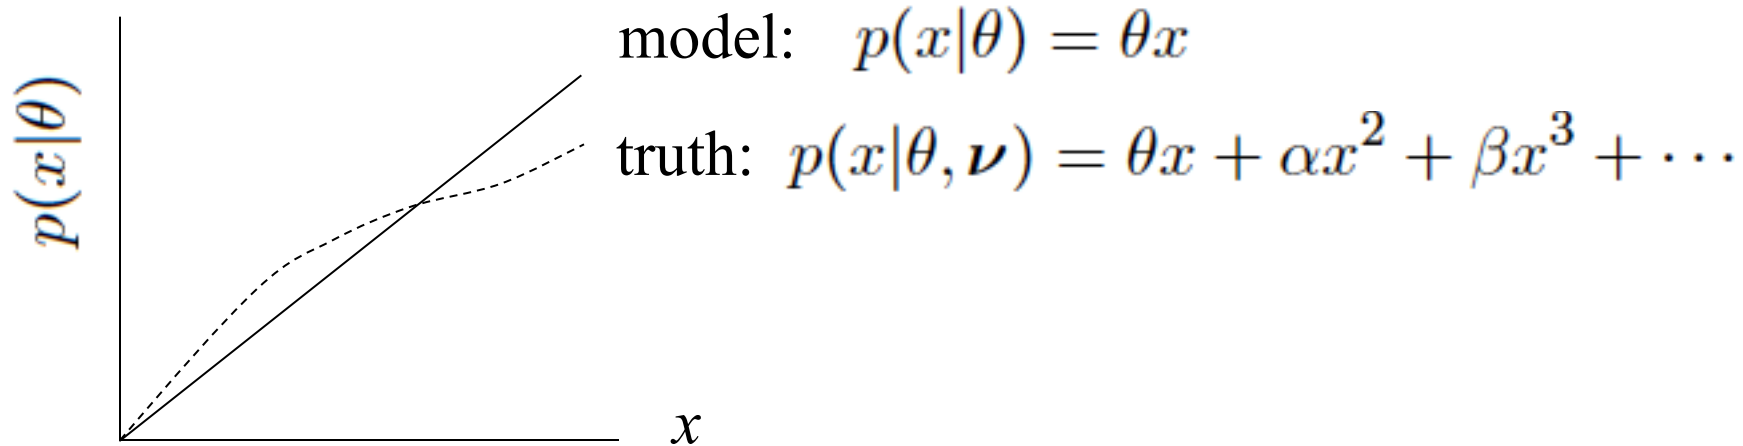 model: p(x|θ) = θx
truth: p(x|θ, ν) = θx + αx² + βx³ + ⋯
p(x|θ)
x